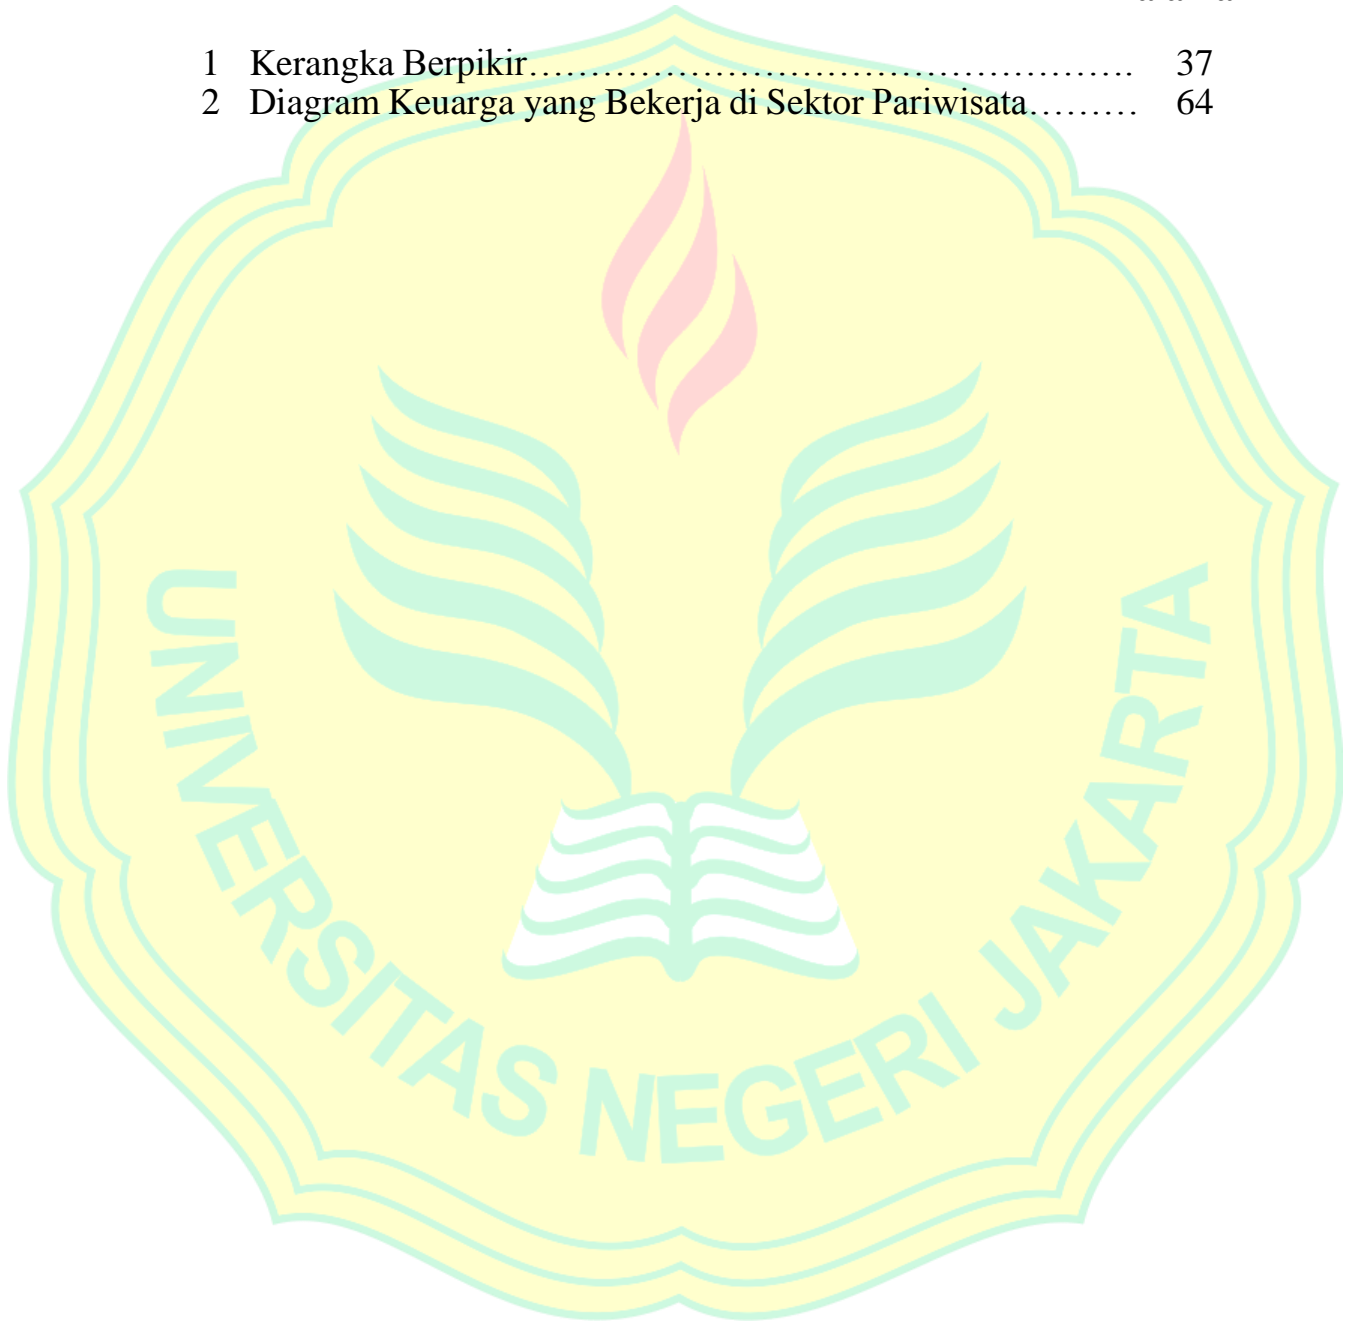 1 Kerangka Berpikir…………………………………………. 37
2 Diagram Keuarga yang Bekerja di Sektor Pariwisata……… 64
UNIVERSITAS NEGERI JAKARTA